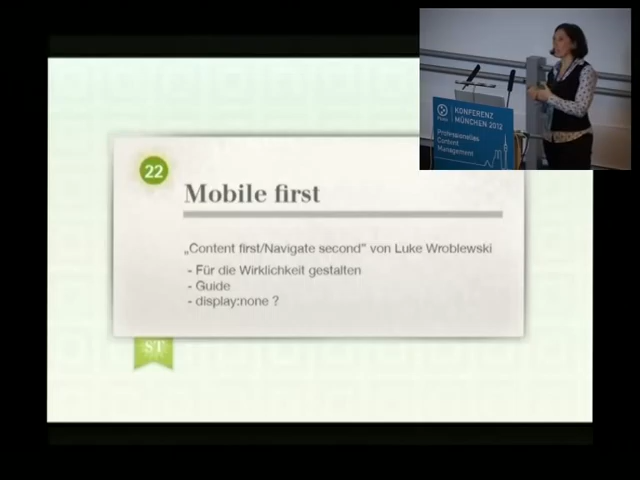 22
Mobile first
„Content first/Navigate second" von Luke Wroblewski
- Für die Wirklichkeit gestalten
- Guide
- display:none ?
ST
KONFERENZ
MÜNCHEN 2012
Professionelles
Content
Management